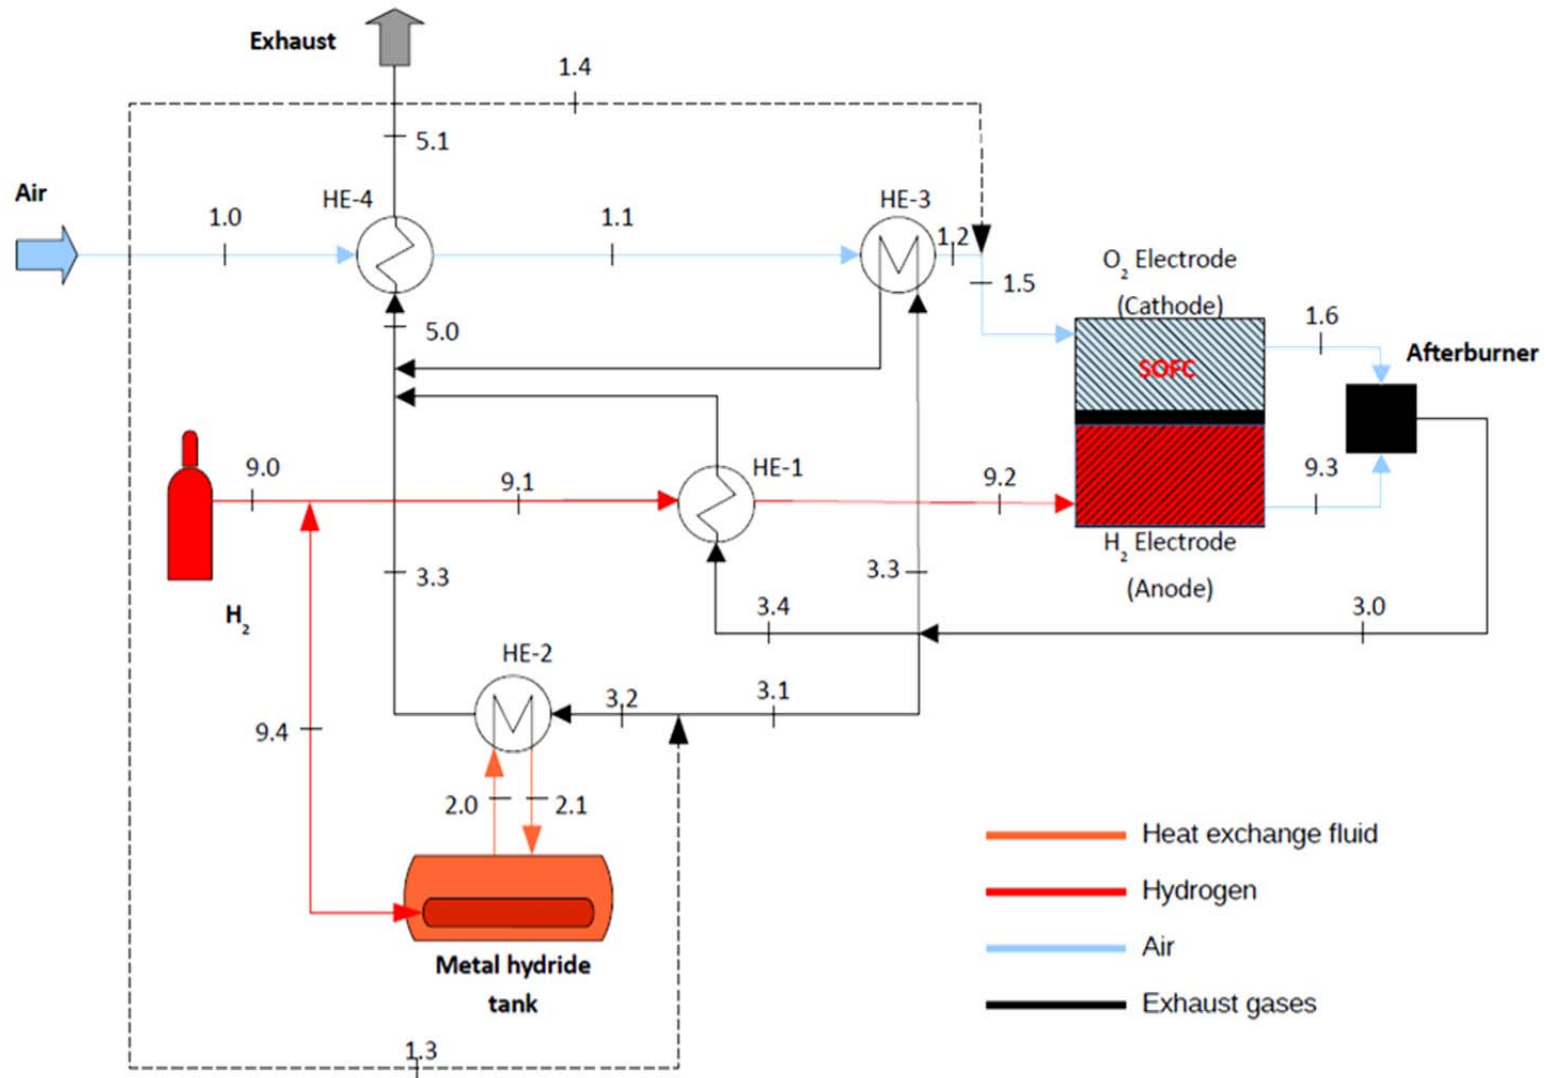 Exhaust
1.4
5.1
Air
HE-4
HE-3
1.0
1.1
1.2
1.5
O2 Electrode
(Cathode)
1.6
Afterburner
5.0
SOFC
9.0
9.1
HE-1
9.2
9.3
H2 Electrode
(Anode)
3.3
3.3
H2
3.4
3.0
HE-2
3.2
3.1
9.4
2.0
2.1
Heat exchange fluid
Hydrogen
Metal hydride
tank
Air
Exhaust gases
1.3